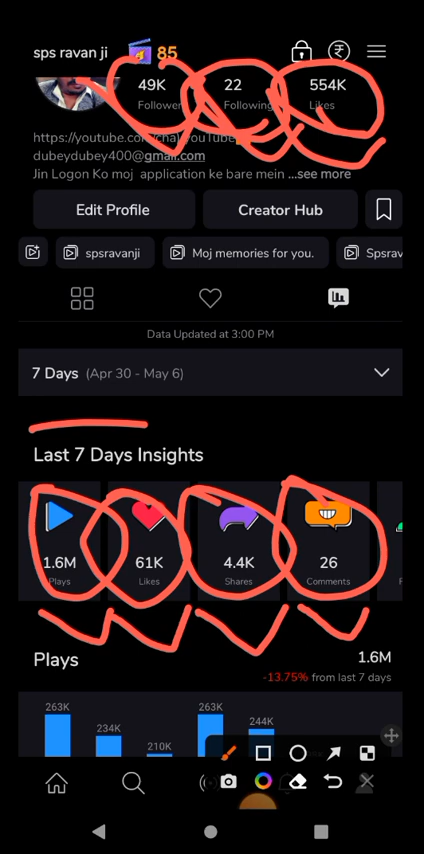 sps ravan ji 85
49K 22 554K
Follower Following Likes
https://youtube.com/
dubeydubey400@gmail.com
Jin Logon Ko moj application ke bare mein ...see more
Edit Profile Creator Hub
spsravanji Moj memories for you. Spsrav
Data Updated at 3:00 PM
7 Days (Apr 30 - May 6)
Last 7 Days Insights
1.6M 61K 4.4K 26
Plays Likes Shares Comments
Plays 1.6M
-13.75% from last 7 days
263K 234K 210K 263K 244K